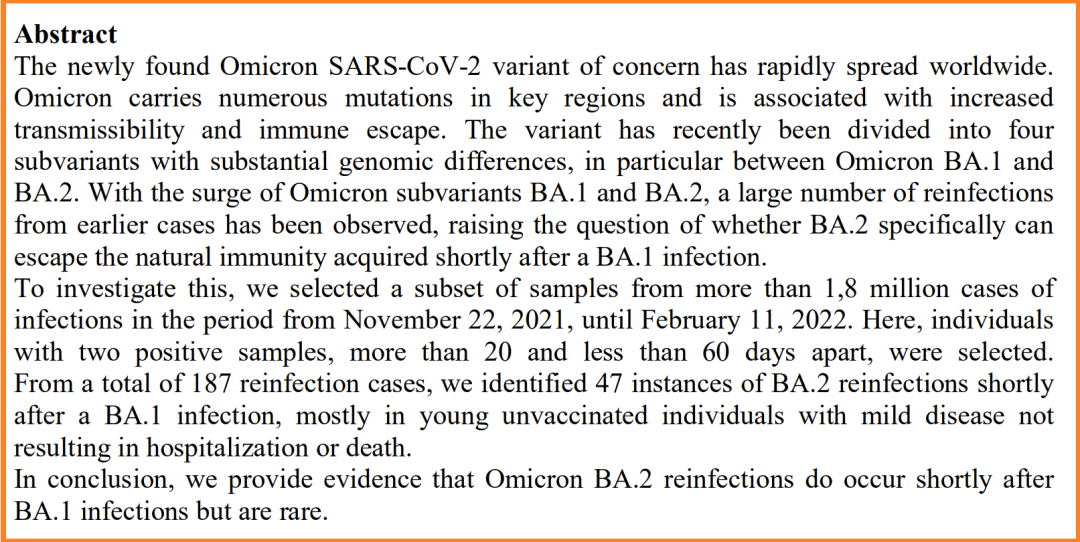 Abstract
The newly found Omicron SARS-CoV-2 variant of concern has rapidly spread worldwide.
Omicron carries numerous mutations in key regions and is associated with increased
transmissibility and immune escape. The variant has recently been divided into four
subvariants with substantial genomic differences, in particular between Omicron BA.1 and
BA.2. With the surge of Omicron subvariants BA.1 and BA.2, a large number of reinfections
from earlier cases has been observed, raising the question of whether BA.2 specifically can
escape the natural immunity acquired shortly after a BA.1 infection.
To investigate this, we selected a subset of samples from more than 1,8 million cases of
infections in the period from November 22, 2021, until February 11, 2022. Here, individuals
with two positive samples, more than 20 and less than 60 days apart, were selected.
From a total of 187 reinfection cases, we identified 47 instances of BA.2 reinfections shortly
after a BA.1 infection, mostly in young unvaccinated individuals with mild disease not
resulting in hospitalization or death.
In conclusion, we provide evidence that Omicron BA.2 reinfections do occur shortly after
BA.1 infections but are rare.